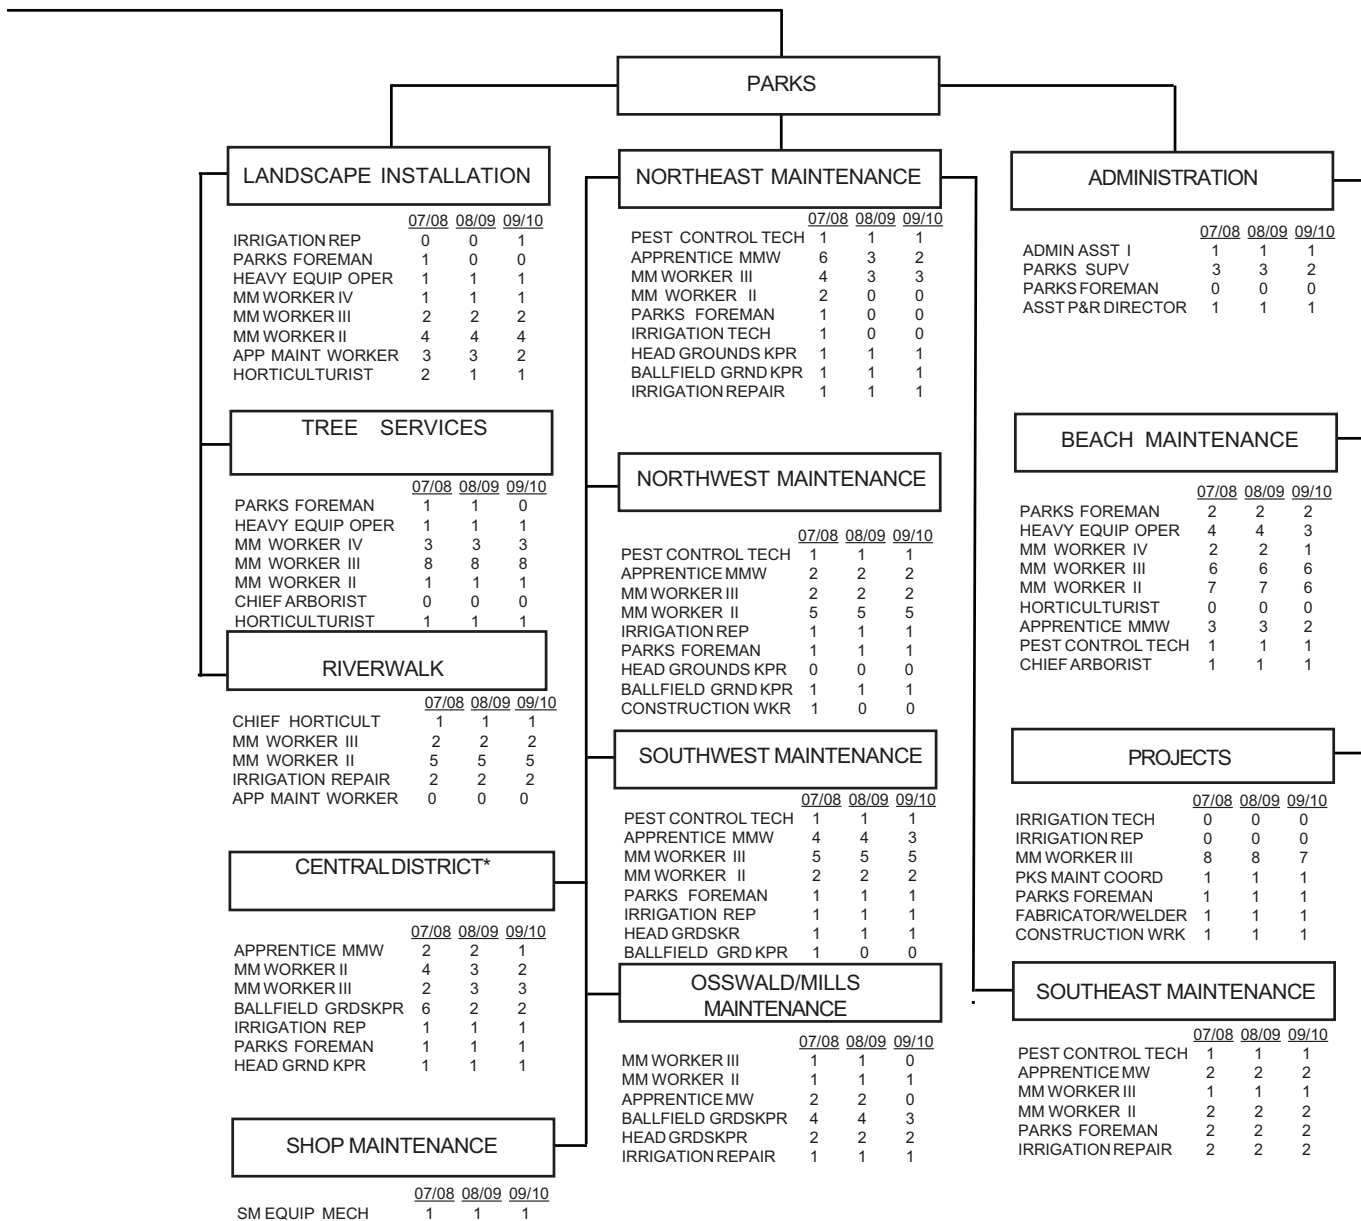 PARKS
LANDSCAPE INSTALLATION
07/08 08/09 09/10
IRRIGATION REP 0 0 1
PARKS FOREMAN 1 0 0
HEAVY EQUIP OPER 1 1 1
MM WORKER IV 1 1 1
MM WORKER III 2 2 2
MM WORKER II 4 4 4
APP MAINT WORKER 3 3 2
HORTICULTURIST 2 1 1
TREE SERVICES
07/08 08/09 09/10
PARKS FOREMAN 1 1 0
HEAVY EQUIP OPER 1 1 1
MM WORKER IV 3 3 3
MM WORKER III 8 8 8
MM WORKER II 1 1 1
CHIEF ARBORIST 0 0 0
HORTICULTURIST 1 1 1
RIVERWALK
07/08 08/09 09/10
CHIEF HORTICULT 1 1 1
MM WORKER III 2 2 2
MM WORKER II 5 5 5
IRRIGATION REPAIR 2 2 2
APP MAINT WORKER 0 0 0
CENTRAL DISTRICT*
07/08 08/09 09/10
APPRENTICE MMW 2 2 1
MM WORKER II 4 3 2
MM WORKER III 2 3 3
BALLFIELD GRDSKPR 6 2 2
IRRIGATION REP 1 1 1
PARKS FOREMAN 1 1 1
HEAD GRND KPR 1 1 1
SHOP MAINTENANCE
07/08 08/09 09/10
SM EQUIP MECH 1 1 1
NORTHEAST MAINTENANCE
07/08 08/09 09/10
PEST CONTROL TECH 1 1 1
APPRENTICE MMW 6 3 2
MM WORKER III 4 3 3
MM WORKER II 2 0 0
PARKS FOREMAN 1 0 0
IRRIGATION TECH 1 0 0
HEAD GROUNDS KPR 1 1 1
BALLFIELD GRND KPR 1 1 1
IRRIGATION REPAIR 1 1 1
NORTHWEST MAINTENANCE
07/08 08/09 09/10
PEST CONTROL TECH 1 1 1
APPRENTICE MMW 2 2 2
MM WORKER III 2 2 2
MM WORKER II 5 5 5
IRRIGATION REP 1 1 1
PARKS FOREMAN 1 1 1
HEAD GROUNDS KPR 0 0 0
BALLFIELD GRND KPR 1 1 1
CONSTRUCTION WKR 1 0 0
SOUTHWEST MAINTENANCE
07/08 08/09 09/10
PEST CONTROL TECH 1 1 1
APPRENTICE MMW 4 4 3
MM WORKER III 5 5 5
MM WORKER II 2 2 2
PARKS FOREMAN 1 1 1
IRRIGATION REP 1 1 1
HEAD GRDSKR 1 1 1
BALLFIELD GRD KPR 1 0 0
OSSWALD/MILLS
MAINTENANCE
07/08 08/09 09/10
MM WORKER III 1 1 0
MM WORKER II 1 1 1
APPRENTICE MW 2 2 0
BALLFIELD GRDSKPR 4 4 3
HEAD GRDSKPR 2 2 2
IRRIGATION REPAIR 1 1 1
ADMINISTRATION
07/08 08/09 09/10
ADMIN ASST I 1 1 1
PARKS SUPV 3 3 2
PARKS FOREMAN 0 0 0
ASST P&R DIRECTOR 1 1 1
BEACH MAINTENANCE
07/08 08/09 09/10
PARKS FOREMAN 2 2 2
HEAVY EQUIP OPER 4 4 3
MM WORKER IV 2 2 1
MM WORKER III 6 6 6
MM WORKER II 7 7 6
HORTICULTURIST 0 0 0
APPRENTICE MMW 3 3 2
PEST CONTROL TECH 1 1 1
CHIEF ARBORIST 1 1 1
PROJECTS
07/08 08/09 09/10
IRRIGATION TECH 0 0 0
IRRIGATION REP 0 0 0
MM WORKER III 8 8 7
PKS MAINT COORD 1 1 1
PARKS FOREMAN 1 1 1
FABRICATOR/WELDER 1 1 1
CONSTRUCTION WRK 1 1 1
SOUTHEAST MAINTENANCE
07/08 08/09 09/10
PEST CONTROL TECH 1 1 1
APPRENTICE MW 2 2 2
MM WORKER III 1 1 1
MM WORKER II 2 2 2
PARKS FOREMAN 2 2 2
IRRIGATION REPAIR 2 2 2